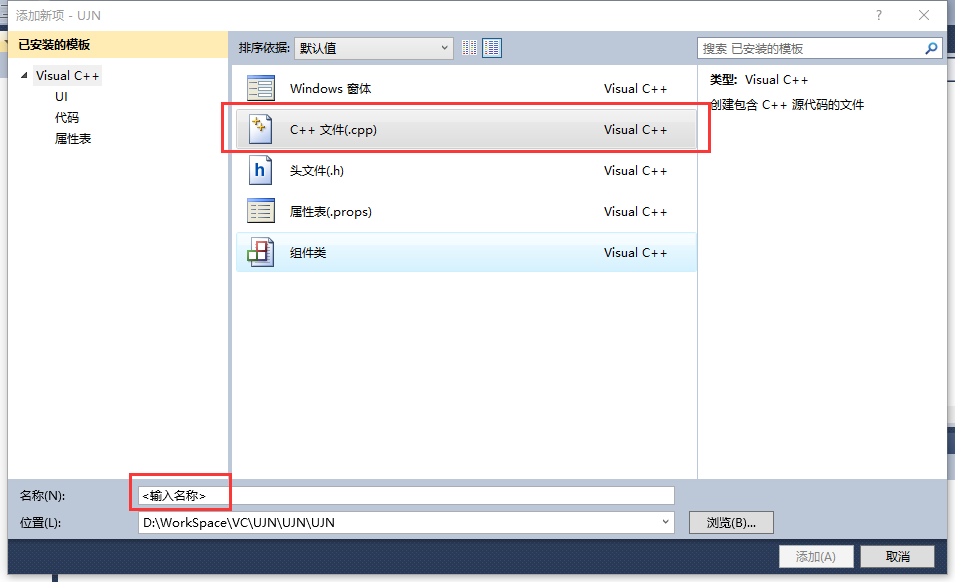 添加新项 - UJN
?
已安装的模板
排序依据: 默认值
搜索 已安装的模板
Visual C++
UI
代码
属性表
Windows 窗体 Visual C++
C++ 文件(.cpp) Visual C++
h 头文件(.h) Visual C++
属性表(.props) Visual C++
组件类 Visual C++
类型: Visual C++
创建包含 C++ 源代码的文件
名称(N): <输入名称>
位置(L): D:\WorkSpace\VC\UJN\UJN\UJN 浏览(B)...
添加(A) 取消